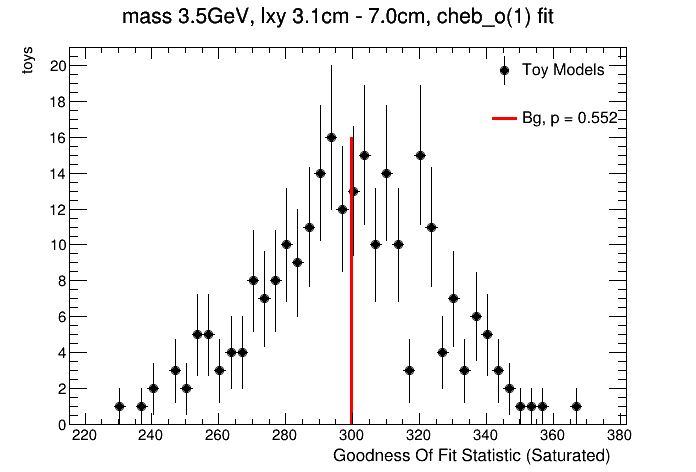 mass 3.5GeV, lxy 3.1cm - 7.0cm, cheb_o(1) fit
toys
20
18
16
14
12
10
8
6
4
2
0
Toy Models
Bg, p = 0.552
220 240 260 280 300 320 340 360 380
Goodness Of Fit Statistic (Saturated)